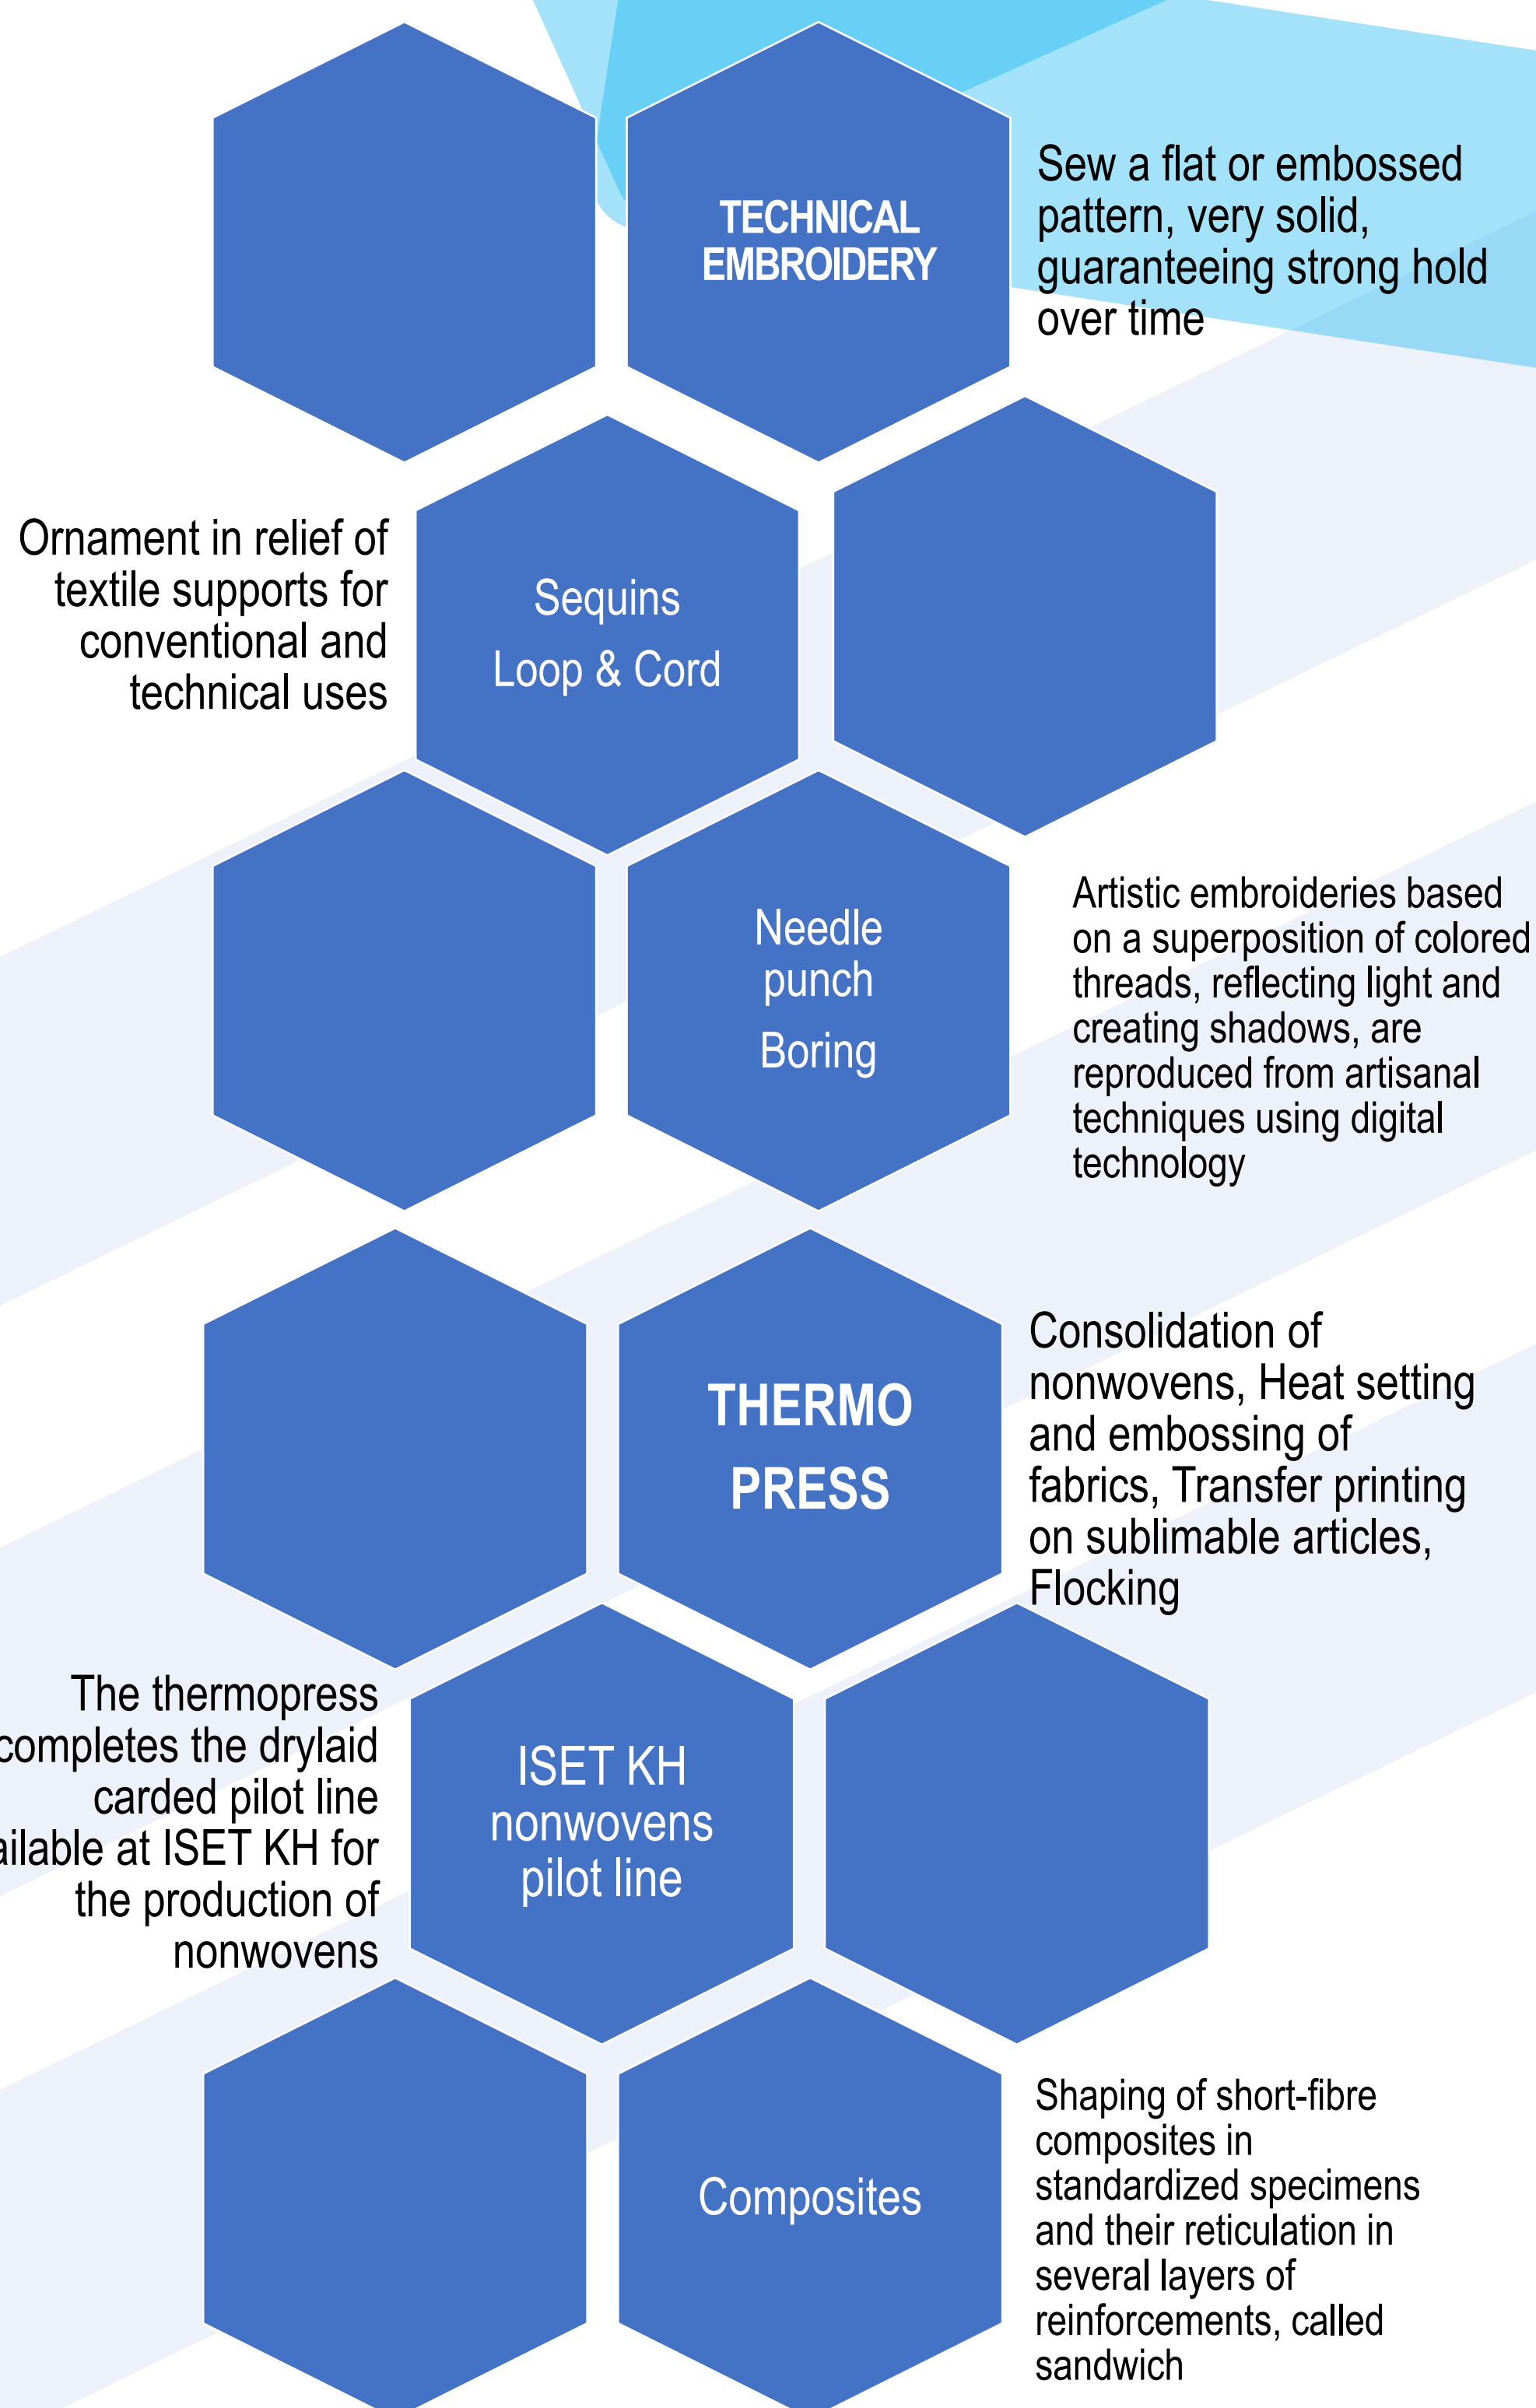 TECHNICAL
EMBROIDERY
Sew a flat or embossed
pattern, very solid,
guaranteeing strong hold
over time
Ornament in relief of
textile supports for
conventional and
technical uses
Sequins
Loop & Cord
Needle
punch
Boring
Artistic embroideries based
on a superposition of colored
threads, reflecting light and
creating shadows, are
reproduced from artisanal
techniques using digital
technology
THERMO
PRESS
Consolidation of
nonwovens, Heat setting
and embossing of
fabrics, Transfer printing
on sublimable articles,
Flocking
The thermopress
completes the drylaid
carded pilot line
at ISET KH for
the production of
nonwovens
ISET KH
nonwovens
pilot line
Composites
Shaping of short-fibre
composites in
standardized specimens
and their reticulation in
several layers of
reinforcements, called
sandwich